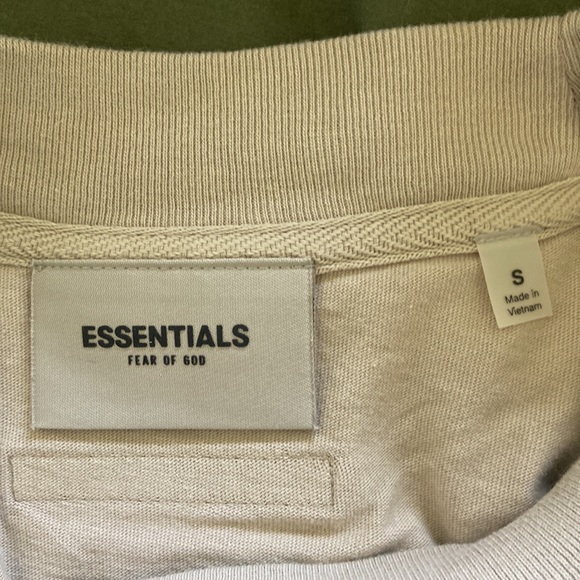 ESSENTIALS
FEAR OF GOD
S
Made in
Vietnam